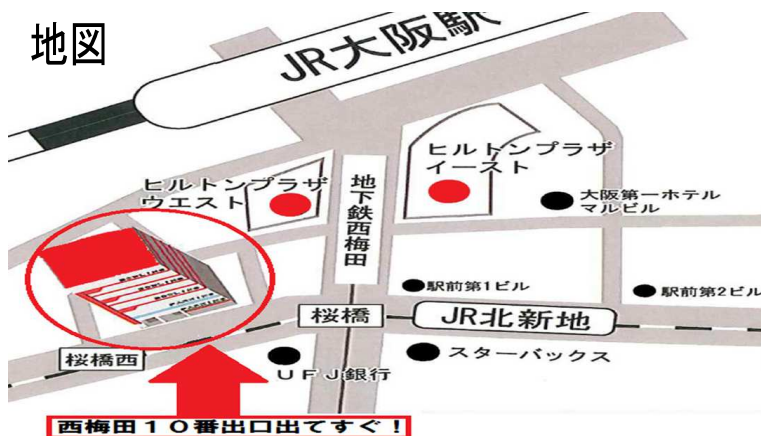 地図
JR大阪駅
ヒルトンプラザ
イースト
ヒルトンプラザ
ウエスト
地下鉄西梅田
大阪第一ホテル
マルビル
BOWLING
BOWLING
BOWLING
PARKING
駅前第1ビル
駅前第2ビル
桜橋
JR北新地
桜橋西
UFJ銀行
スターバックス
西梅田10番出口出てすぐ!